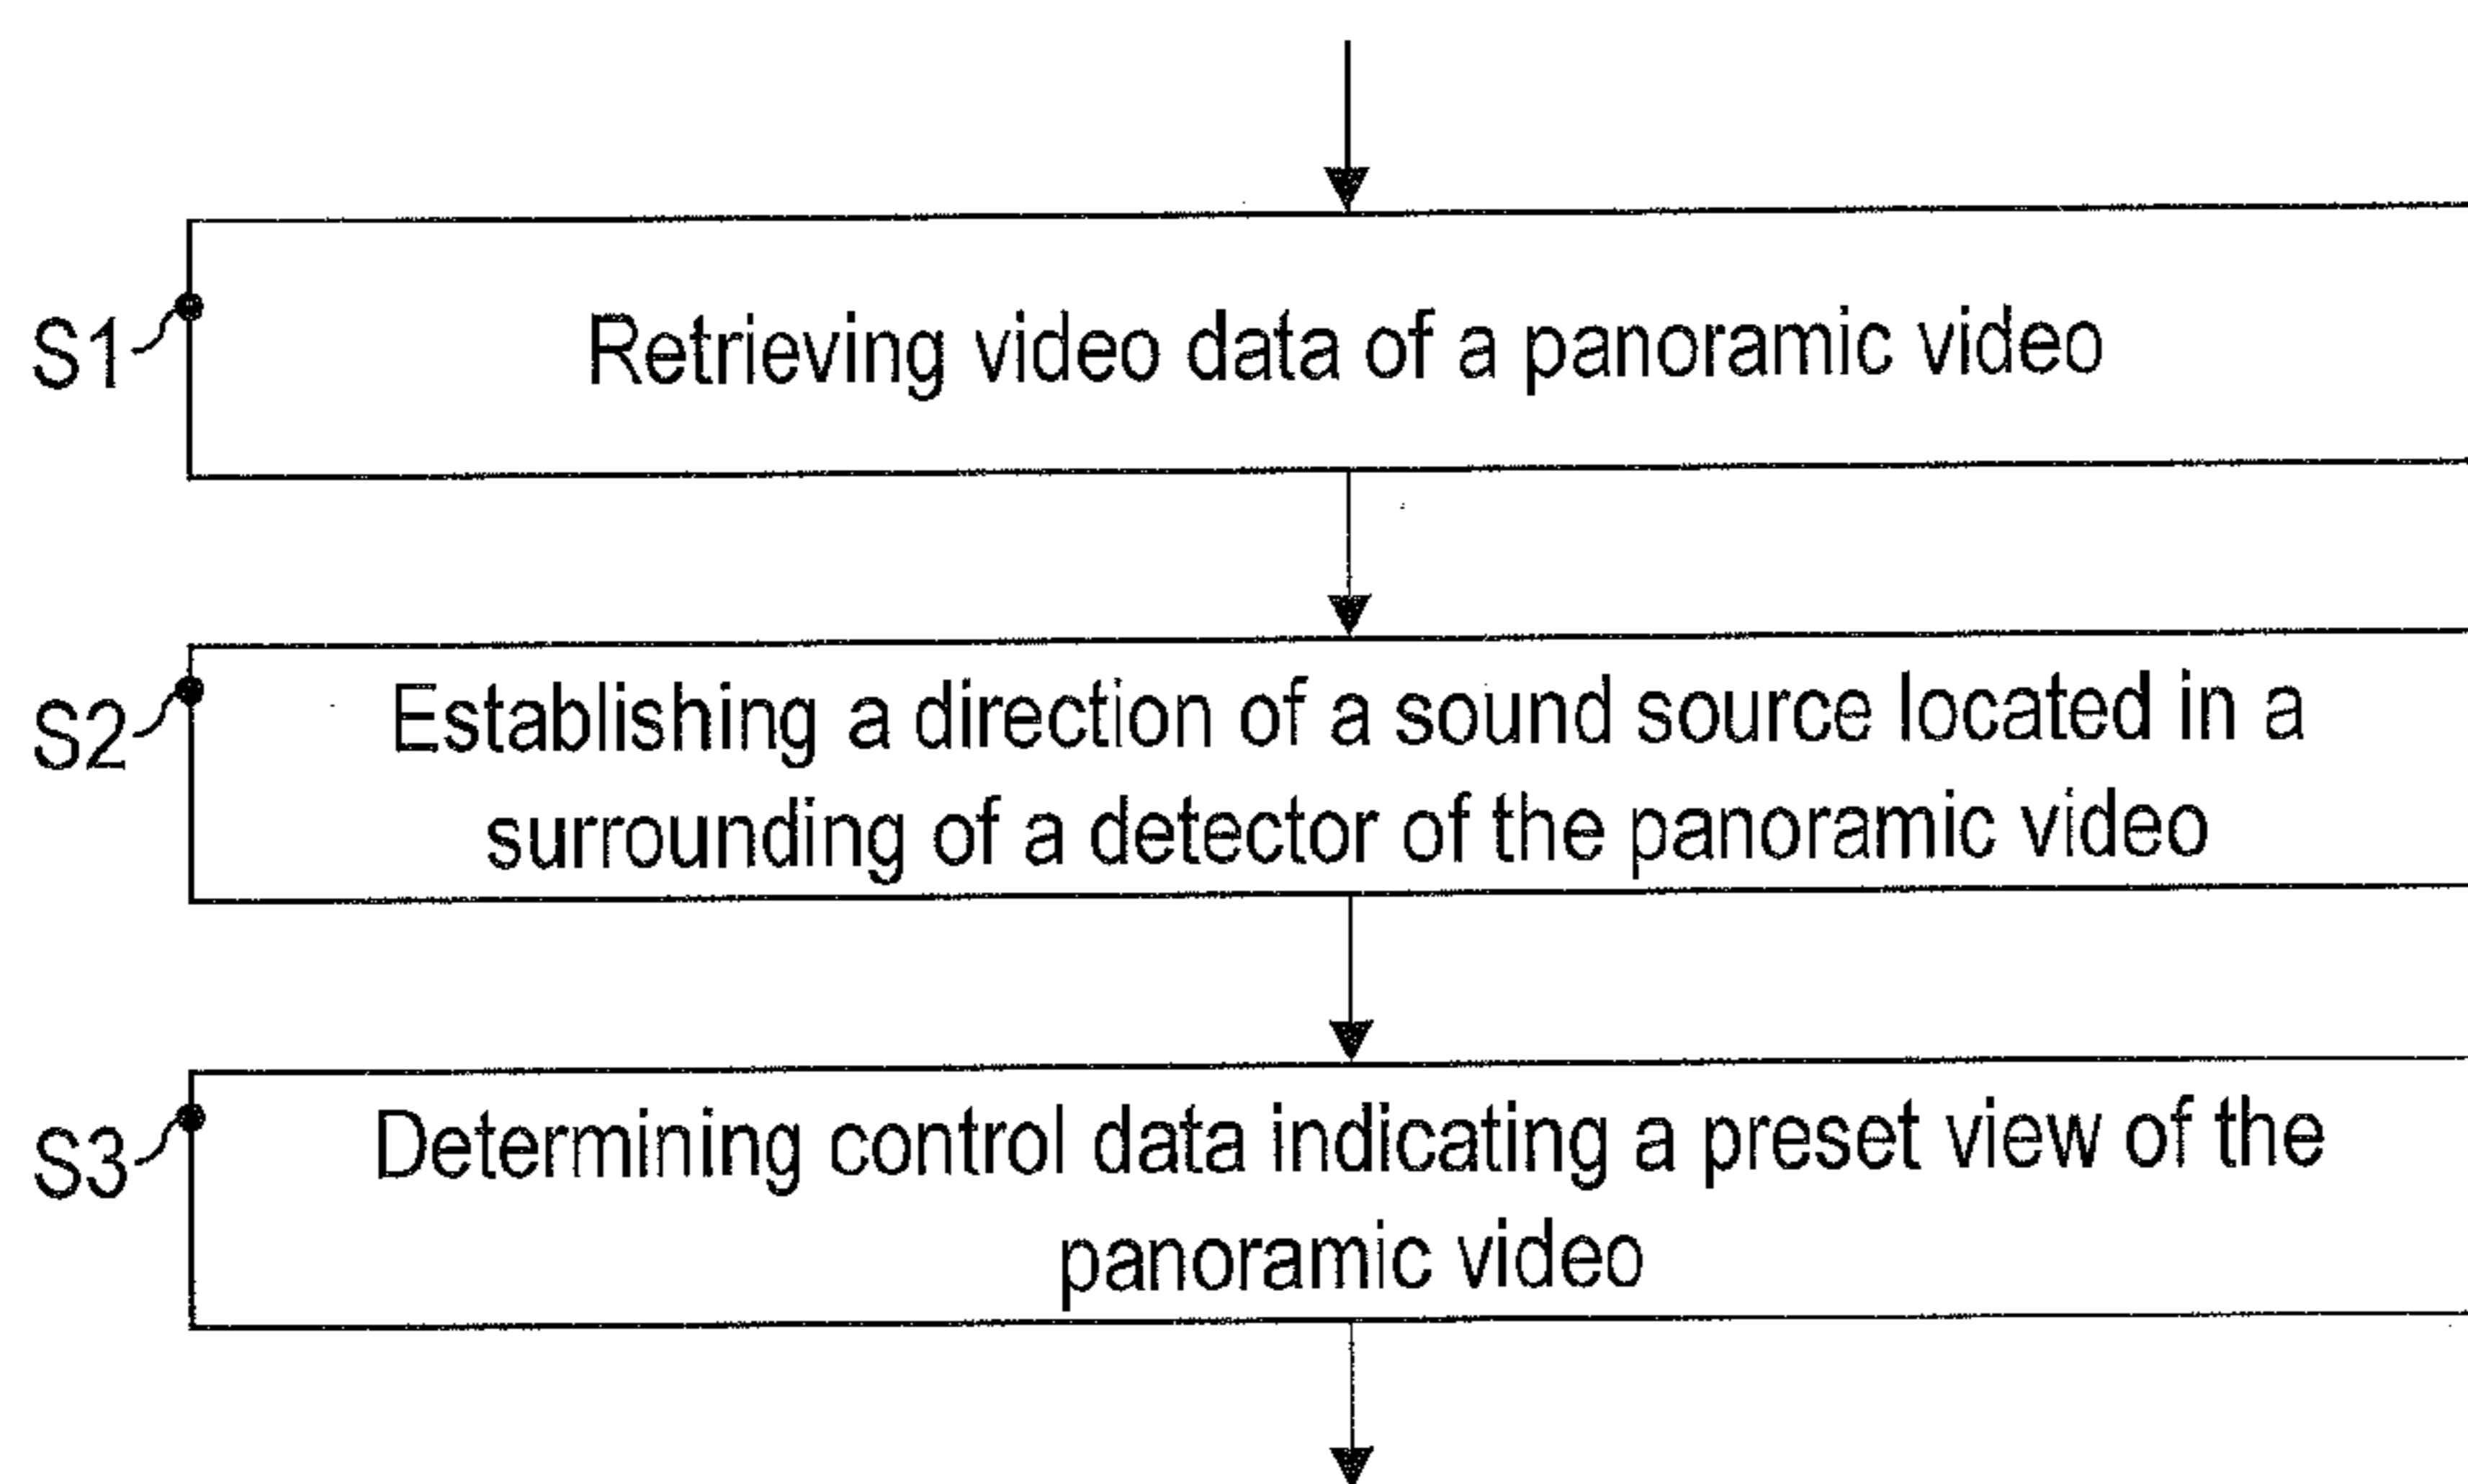 S1
Retrieving video data of a panoramic video
S2
Establishing a direction of a sound source located in a
surrounding of a detector of the panoramic video
S3
Determining control data indicating a preset view of the
panoramic video